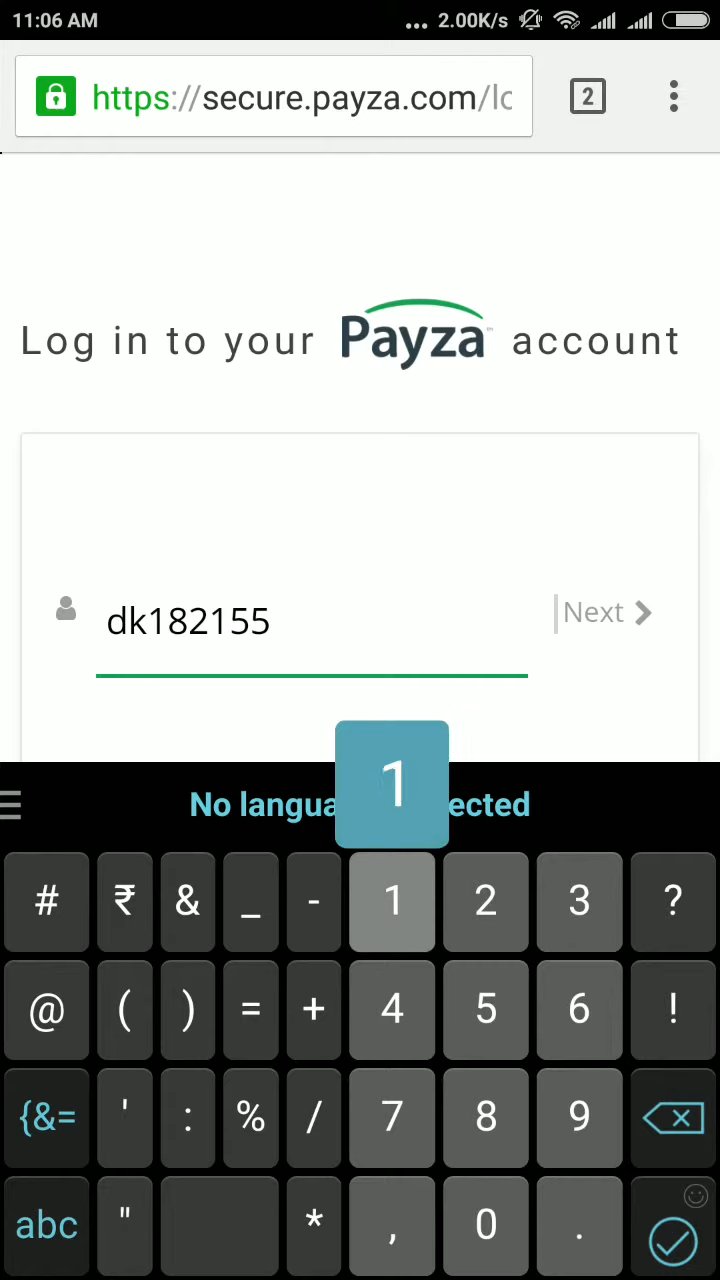 11:06 AM ... 2.00K/s
https://secure.payza.com/lo
2
Log in to your Payza account
dk182155
Next
1
No langua ected
# ₹ & _ - 1 2 3 ?
@ ( ) = + 4 5 6 !
{&= ' : % / 7 8 9
abc " * , 0 .